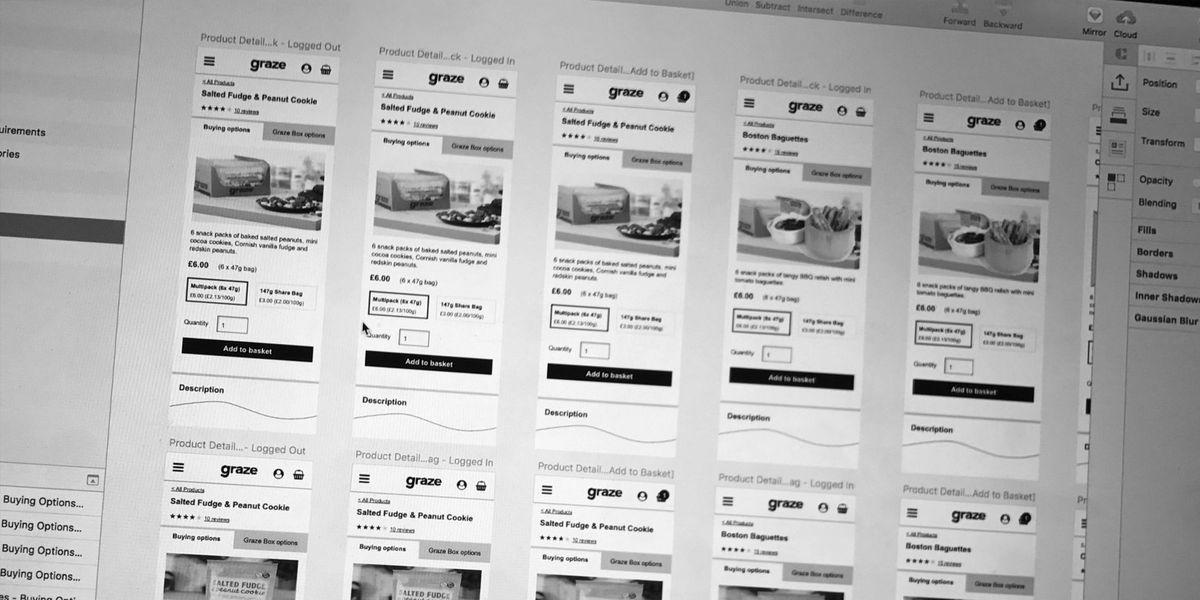 Union Subtract Intersect Difference
Forward Backward
Mirror Cloud
uirements
ories
Buying Options...
Buying Options...
Buying Options...
Buying Options...
Product Detail...k - Logged Out
graze
< All Products
Salted Fudge & Peanut Cookie
10 reviews
Buying options Graze Box options
6 snack packs of baked salted peanuts, mini
cocoa cookies, Cornish vanilla fudge and
redskin peanuts.
£6.00 (6 x 47g bag)
Multipack (6x 47g) 147g Share Bag
£6.00 (£2.13/100g) £3.00 (£2.00/100g)
Quantity 1
Add to basket
Description
Product Detail...ck - Logged In
graze
< All Products
Salted Fudge & Peanut Cookie
10 reviews
Buying options Graze Box options
6 snack packs of baked salted peanuts, mini
cocoa cookies, Cornish vanilla fudge and
redskin peanuts.
£6.00 (6 x 47g bag)
Multipack (6x 47g) 147g Share Bag
£6.00 (£2.13/100g) £3.00 (£2.00/100g)
Quantity 1
Add to basket
Description
Product Detail...Add to Basket]
graze
< All Products
Salted Fudge & Peanut Cookie
10 reviews
Buying options Graze Box options
6 snack packs of baked salted peanuts, mini
cocoa cookies, Cornish vanilla fudge and
redskin peanuts.
£6.00 (6 x 47g bag)
Multipack (6x 47g) 147g Share Bag
£6.00 (£2.13/100g) £3.00 (£2.00/100g)
Quantity 1
Add to basket
Description
Product Detail...ck - Logged In
graze
< All Products
Boston Baguettes
15 reviews
Buying options Graze Box options
6 snack packs of tangy BBQ relish with mini
tomato baguettes.
£6.00 (6 x 47g bag)
Multipack (6x 47g) 147g Share Bag
£6.00 (£2.13/100g) £3.00 (£2.00/100g)
Quantity 1
Add to basket
Description
Product Detail...Add to Basket]
graze
< All Products
Boston Baguettes
15 reviews
Buying options Graze Box options
6 snack packs of tangy BBQ relish with mini
tomato baguettes.
£6.00 (6 x 47g bag)
Multipack (6x 47g) 147g Share Bag
£6.00 (£2.13/100g) £3.00 (£2.00/100g)
Quantity 1
Add to basket
Description
Product Detail...- Logged Out
graze
< All Products
Salted Fudge & Peanut Cookie
10 reviews
Buying options Graze Box options
SALTED FUDGE
& Peanut cookie
Product Detail...ag - Logged In
graze
< All Products
Salted Fudge & Peanut Cookie
10 reviews
Buying options Graze Box options
SALTED FUDGE
Product Detail...Add to Basket]
graze
< All Products
Salted Fudge & Peanut Cookie
10 reviews
Buying options Graze Box options
SALTED FUDGE
Product Detail...ag - Logged In
graze
< All Products
Boston Baguettes
15 reviews
Buying options Graze Box options
Product Detail...Add to Basket]
graze
< All Products
Boston Baguettes
15 reviews
Buying options Graze Box options
Position
Size
Transform
Opacity
Blending
Fills
Borders
Shadows
Inner Shadow
Gaussian Blur